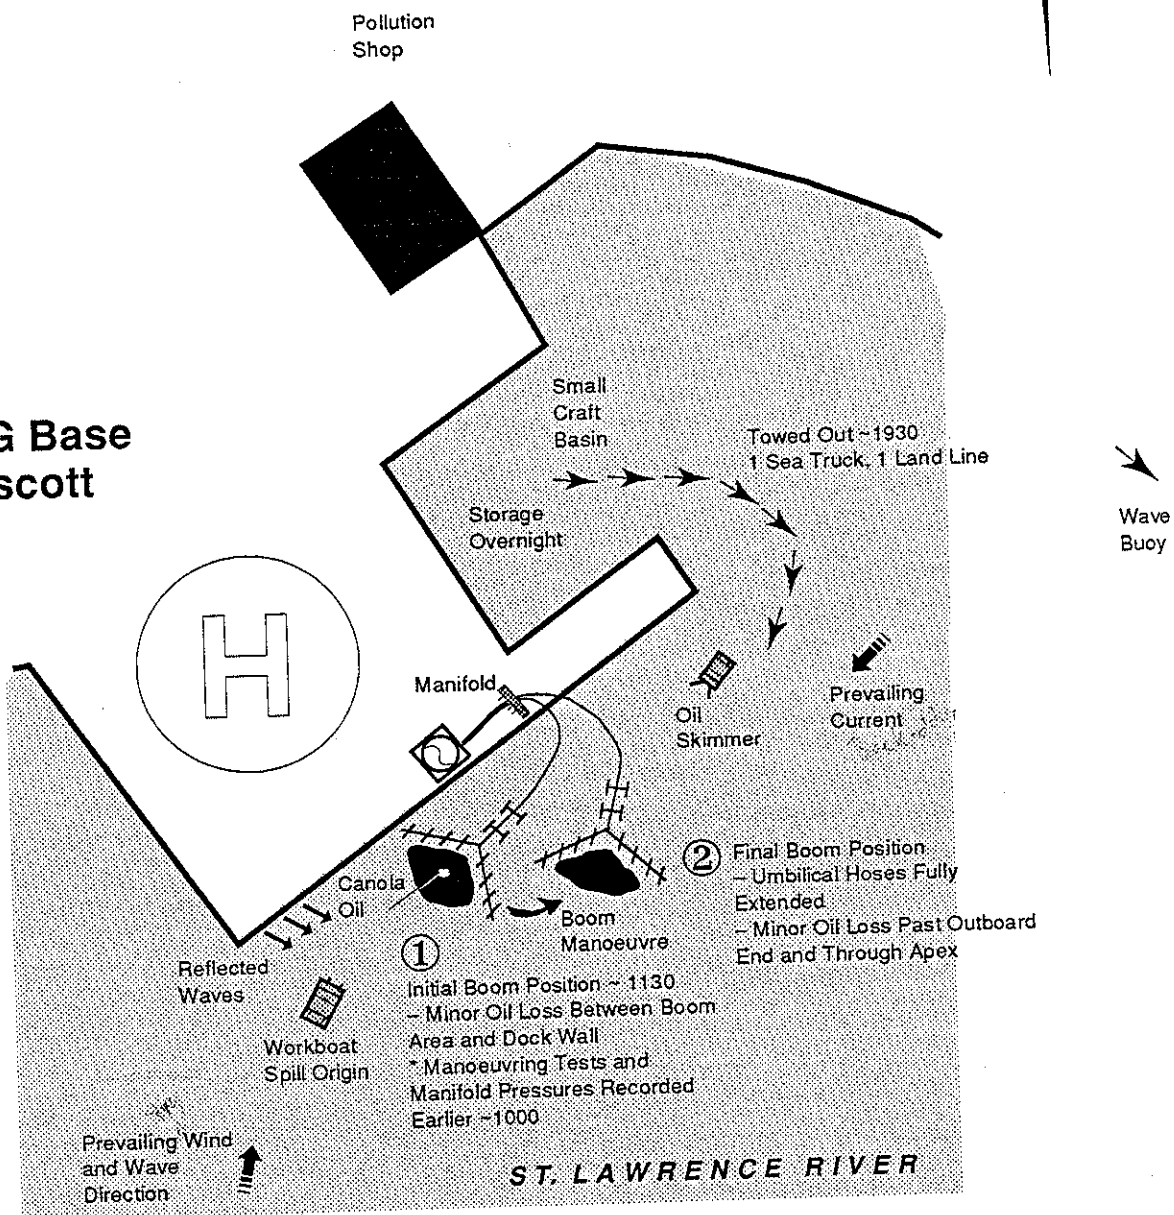 Pollution
Shop
G Base
scott
Small
Craft
Basin
Towed Out ~1930
1 Sea Truck, 1 Land Line
Storage
Overnight
Wave
Buoy
H
Manifold
Oil
Skimmer
Prevailing
Current
Canola
Oil
Boom
Manoeuvre
② Final Boom Position
– Umbilical Hoses Fully
Extended
– Minor Oil Loss Past Outboard
End and Through Apex
Reflected
Waves
①
Initial Boom Position ~ 1130
– Minor Oil Loss Between Boom
Area and Dock Wall
* Manoeuvring Tests and
Manifold Pressures Recorded
Earlier ~1000
Workboat
Spill Origin
Prevailing Wind
and Wave
Direction
ST. LAWRENCE RIVER